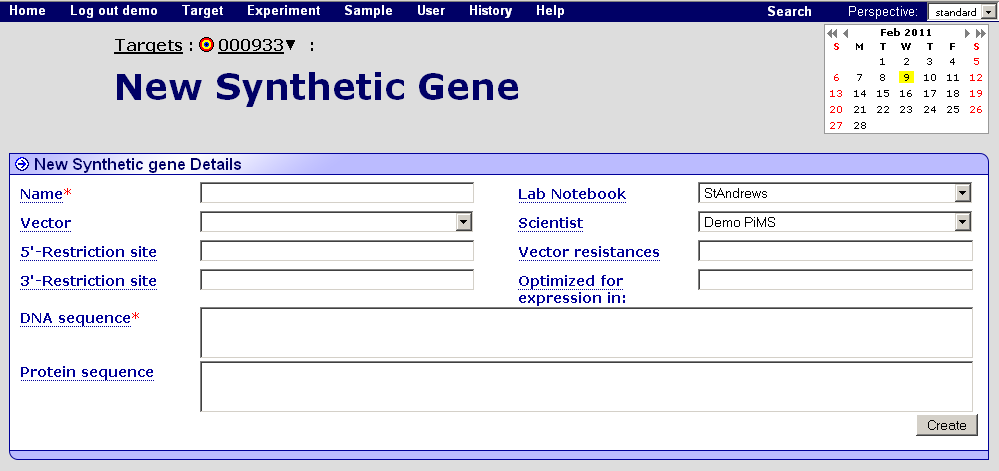 Home Log out demo Target Experiment Sample User History Help Search Perspective: standard
Targets : 000933 :
New Synthetic Gene
Feb 2011
S M T W T F S
1 2 3 4 5
6 7 8 9 10 11 12
13 14 15 16 17 18 19
20 21 22 23 24 25 26
27 28
New Synthetic gene Details
Name* Lab Notebook StAndrews
Vector Scientist Demo PiMS
5'-Restriction site Vector resistances
3'-Restriction site Optimized for
expression in:
DNA sequence*
Protein sequence
Create